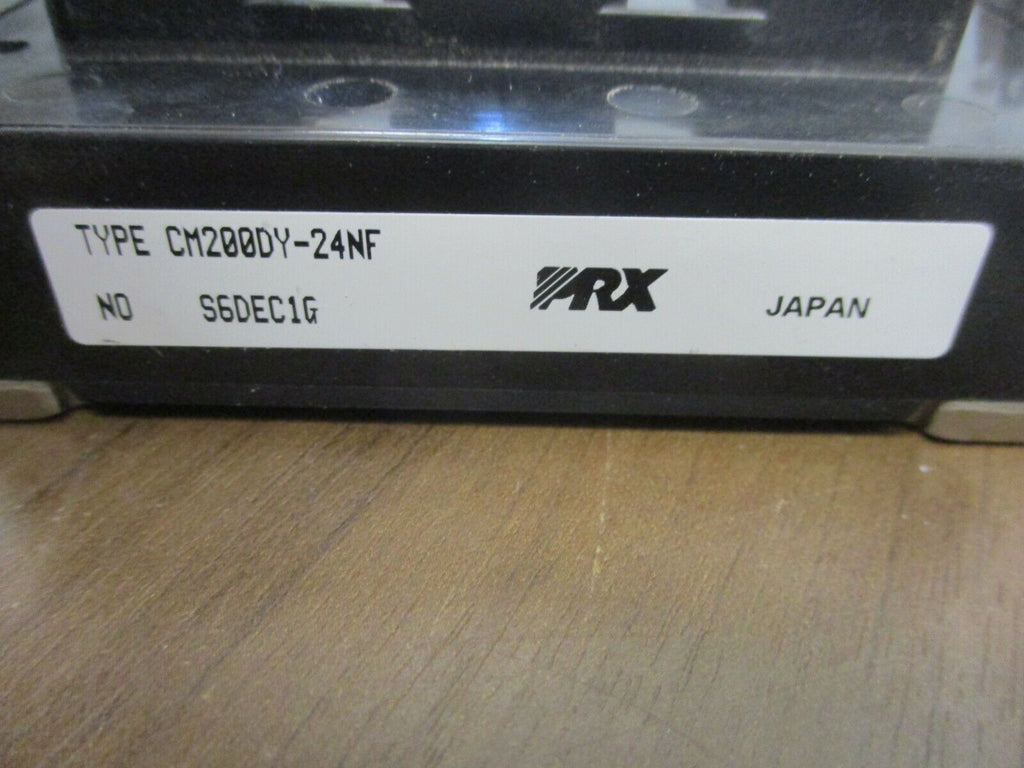 TYPE CM200DY-24NF
NO S6DEC1G
PRX
JAPAN